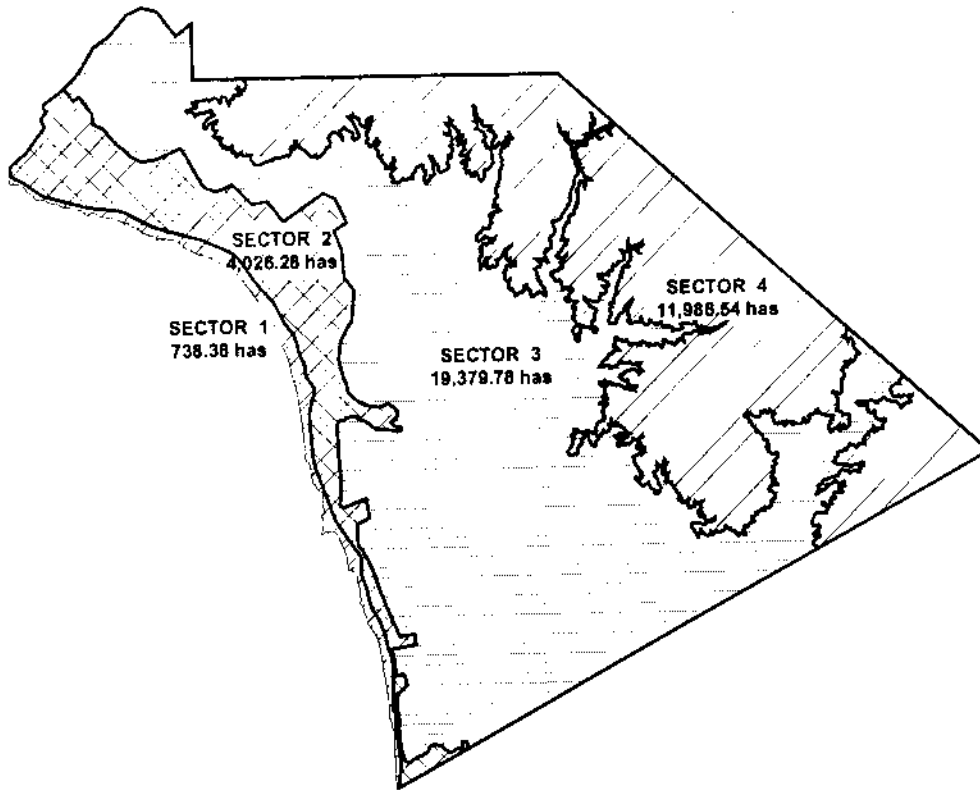 SECTOR 2
4,026.28 has
SECTOR 1
738.38 has
SECTOR 3
19,379.78 has
SECTOR 4
11,986.54 has